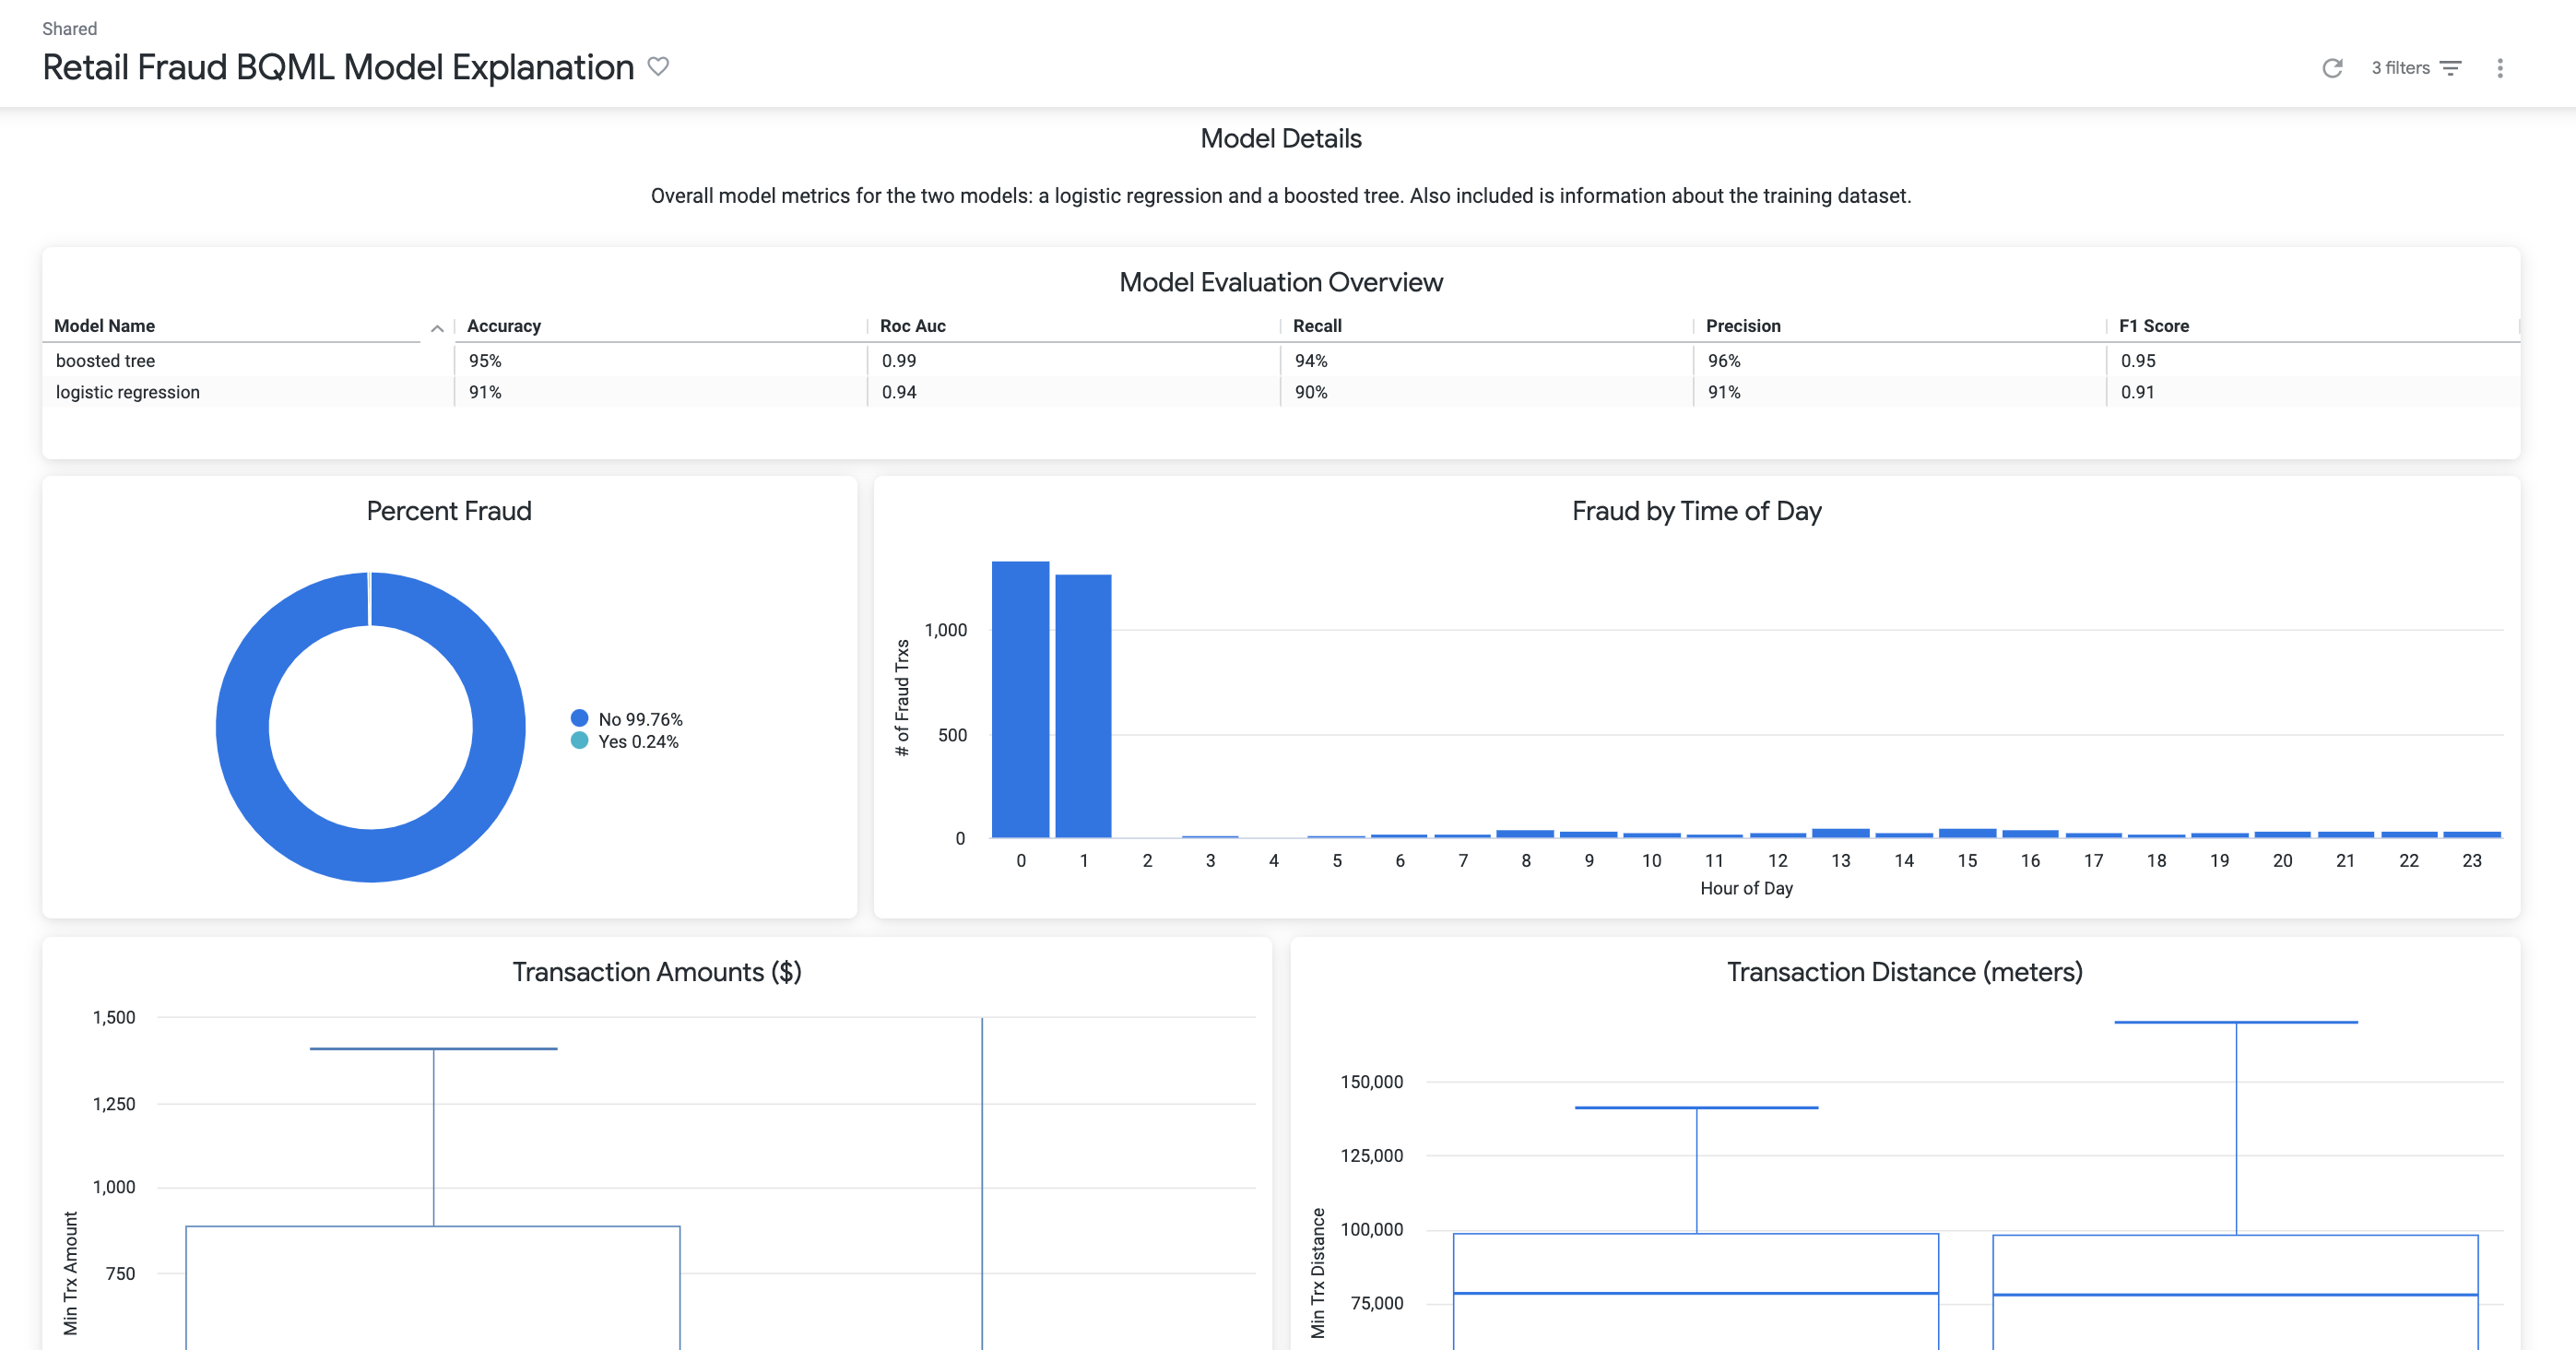 Shared
Retail Fraud BQML Model Explanation
3 filters
Model Details
Overall model metrics for the two models: a logistic regression and a boosted tree. Also included is information about the training dataset.
Model Evaluation Overview
Model Name Accuracy Roc Auc Recall Precision F1 Score
boosted tree 95% 0.99 94% 96% 0.95
logistic regression 91% 0.94 90% 91% 0.91
Percent Fraud
No 99.76%
Yes 0.24%
Fraud by Time of Day
# of Fraud Trxs
1,000
500
0
0 1 2 3 4 5 6 7 8 9 10 11 12 13 14 15 16 17 18 19 20 21 22 23
Hour of Day
Transaction Amounts ($)
Min Trx Amount
1,500
1,250
1,000
750
Transaction Distance (meters)
Min Trx Distance
150,000
125,000
100,000
75,000